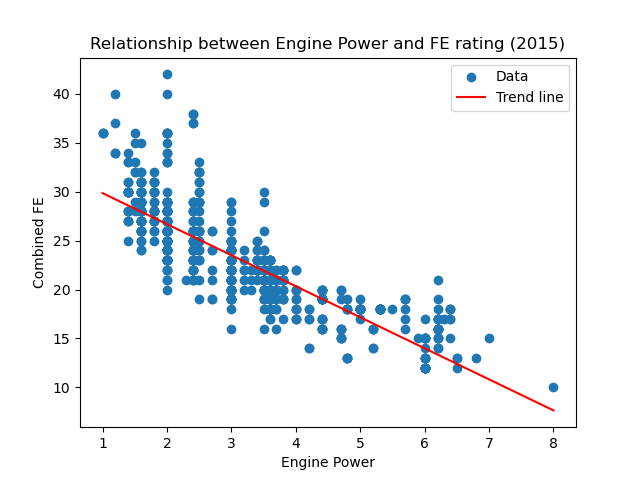 Relationship between Engine Power and FE rating (2015)
Data
Trend line
40
35
30
25
20
15
10
Combined FE
1 2 3 4 5 6 7 8
Engine Power